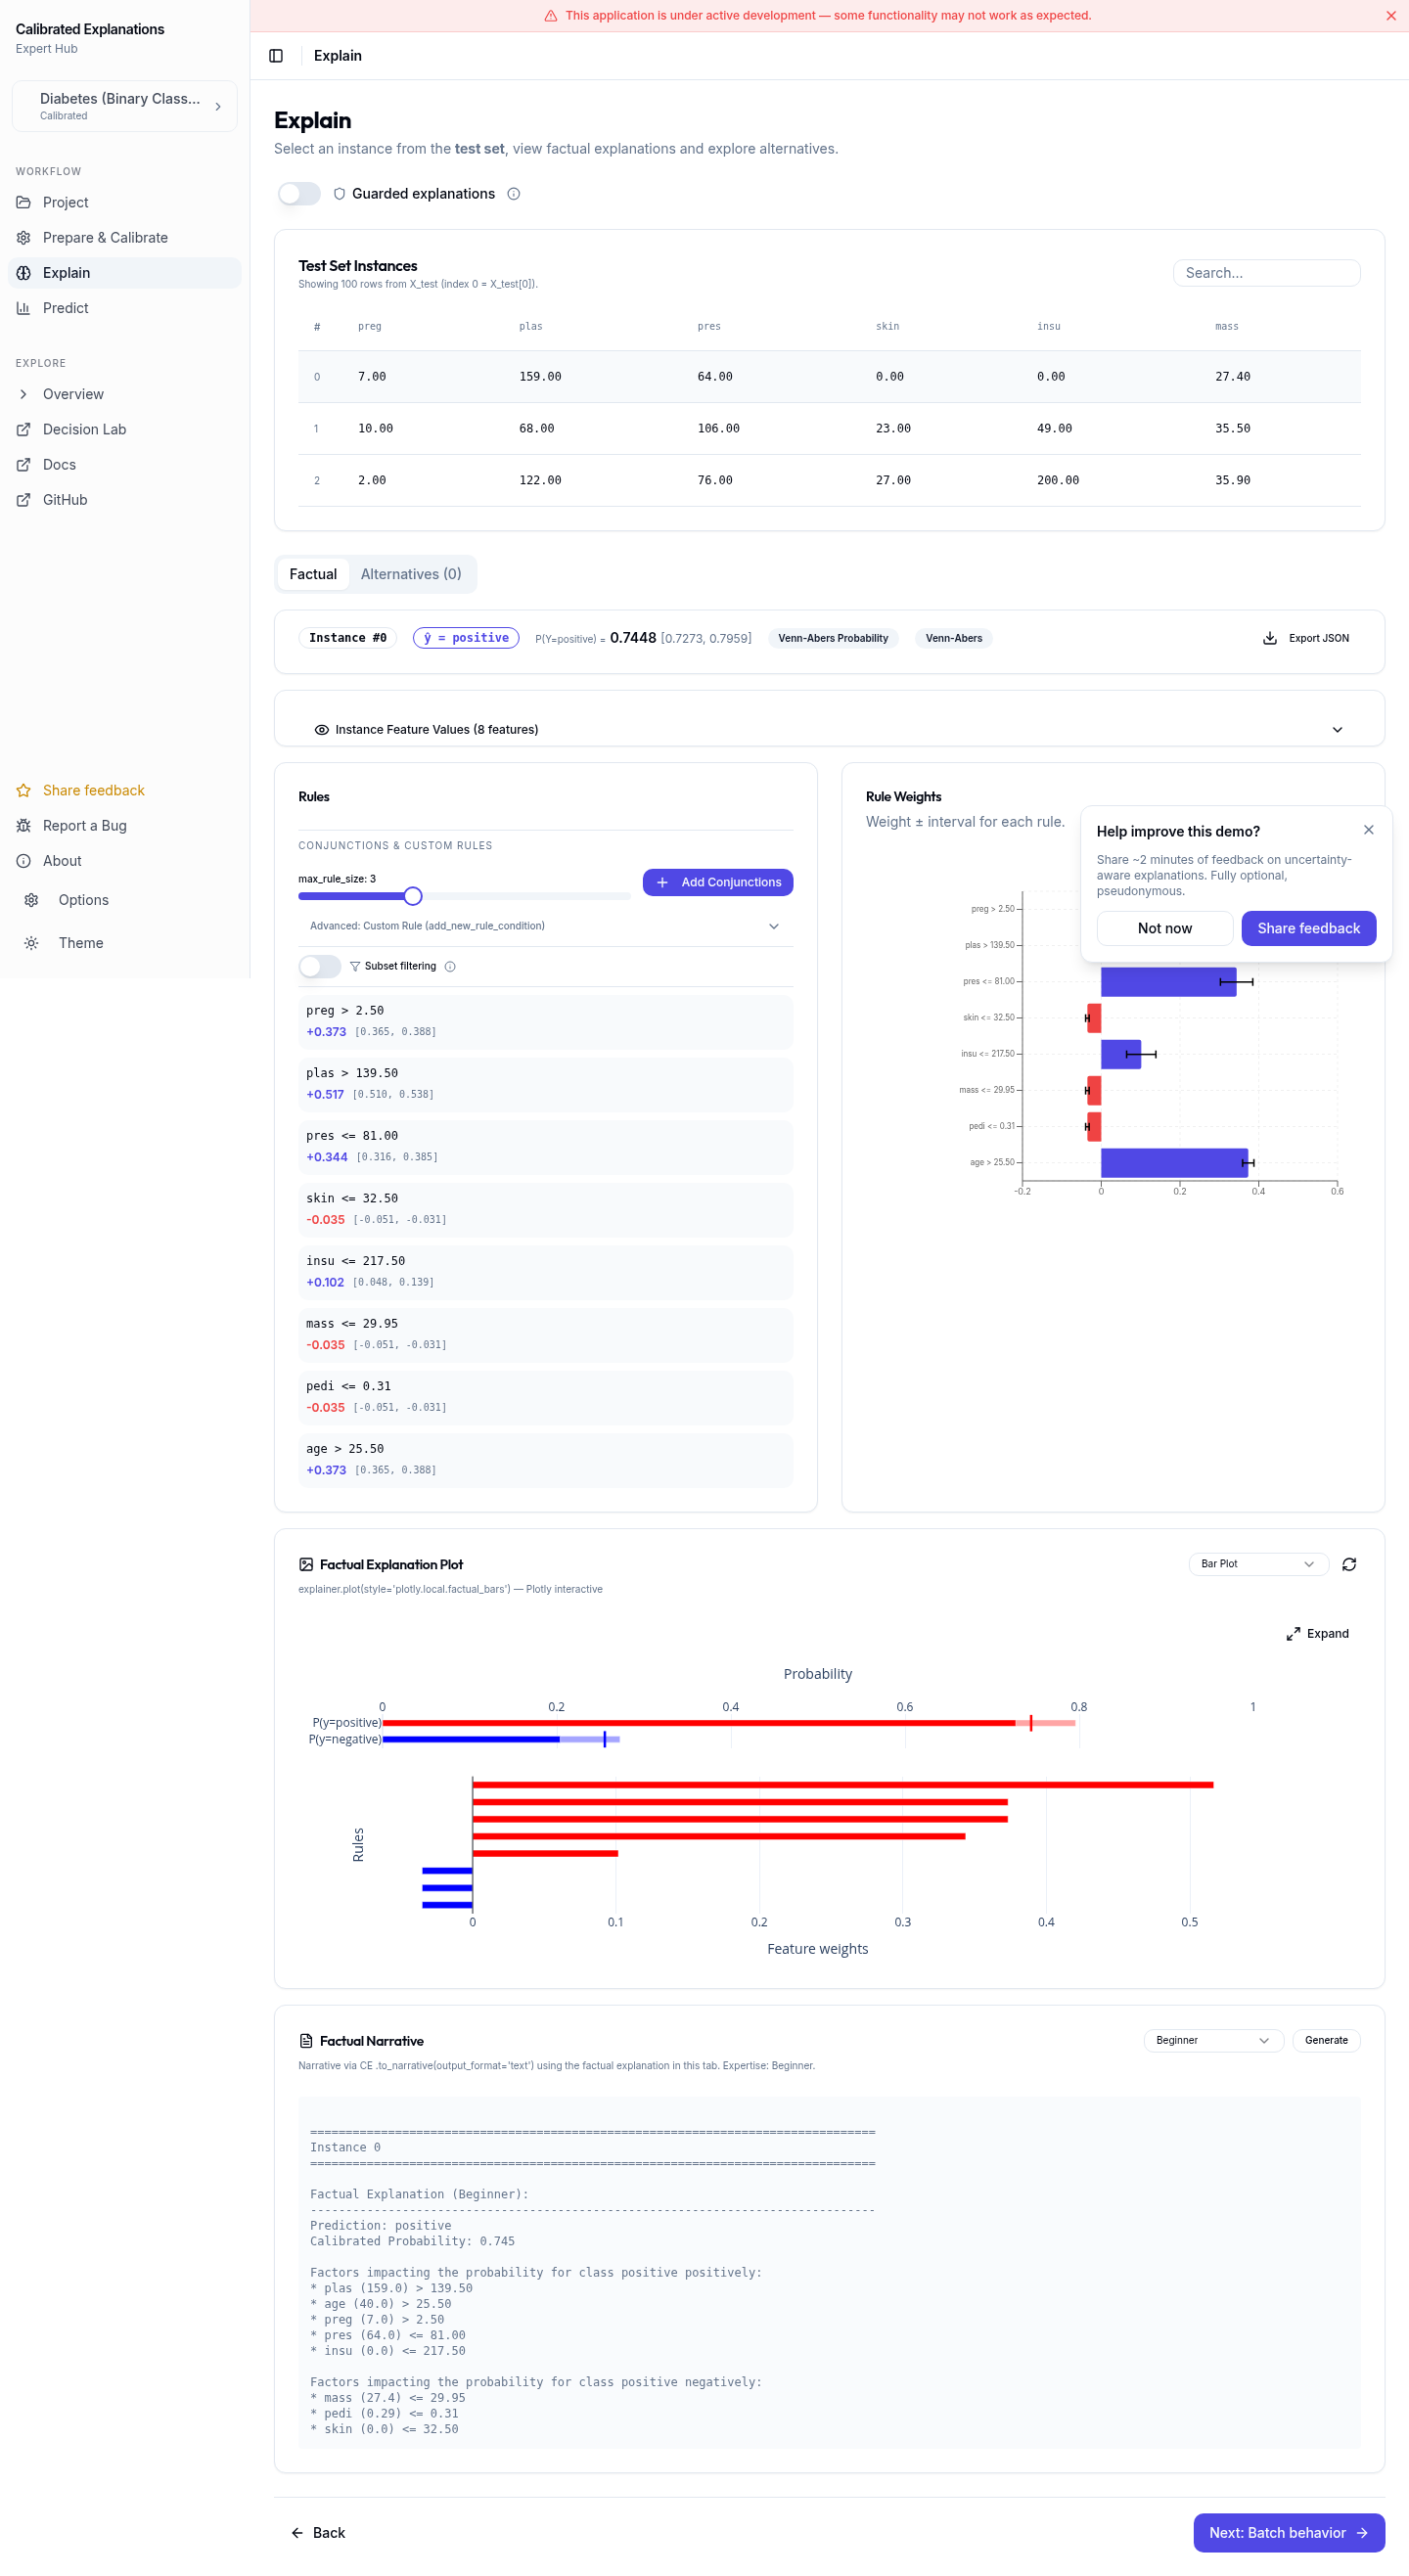 Calibrated Explanations
Expert Hub
Diabetes (Binary Class...
Calibrated
WORKFLOW
Project
Prepare & Calibrate
Explain
Predict
EXPLORE
Overview
Decision Lab
Docs
GitHub
Share feedback
Report a Bug
About
Options
Theme
This application is under active development — some functionality may not work as expected.
Explain
Explain
Select an instance from the test set, view factual explanations and explore alternatives.
Guarded explanations
Test Set Instances
Showing 100 rows from X_test (index 0 = X_test[0]).
Search...
# preg plas pres skin insu mass
0 7.00 159.00 64.00 0.00 0.00 27.40
1 10.00 68.00 106.00 23.00 49.00 35.50
2 2.00 122.00 76.00 27.00 200.00 35.90
Factual Alternatives (0)
Instance #0 ŷ = positive P(Y=positive) = 0.7448 [0.7273, 0.7959] Venn-Abers Probability Venn-Abers Export JSON
Instance Feature Values (8 features)
Rules
CONJUNCTIONS & CUSTOM RULES
max_rule_size: 3
Add Conjunctions
Advanced: Custom Rule (add_new_rule_condition)
Subset filtering
preg > 2.50
+0.373 [0.365, 0.388]
plas > 139.50
+0.517 [0.510, 0.538]
pres <= 81.00
+0.344 [0.316, 0.385]
skin <= 32.50
-0.035 [-0.051, -0.031]
insu <= 217.50
+0.102 [0.048, 0.139]
mass <= 29.95
-0.035 [-0.051, -0.031]
pedi <= 0.31
-0.035 [-0.051, -0.031]
age > 25.50
+0.373 [0.365, 0.388]
Rule Weights
Weight ± interval for each rule.
Help improve this demo?
Share ~2 minutes of feedback on uncertainty-
aware explanations. Fully optional,
pseudonymous.
Not now Share feedback
preg > 2.50
plas > 139.50
pres <= 81.00
skin <= 32.50
insu <= 217.50
mass <= 29.95
pedi <= 0.31
age > 25.50
-0.2 0 0.2 0.4 0.6
Factual Explanation Plot
Bar Plot
explainer.plot(style='plotly.local.factual_bars') — Plotly interactive
Expand
Probability
0 0.2 0.4 0.6 0.8 1
P(y=positive)
P(y=negative)
Rules
0 0.1 0.2 0.3 0.4 0.5
Feature weights
Factual Narrative
Beginner Generate
Narrative via CE .to_narrative(output_format='text') using the factual explanation in this tab. Expertise: Beginner.
================================================================================
Instance 0
================================================================================
Factual Explanation (Beginner):
--------------------------------------------------------------------------------
Prediction: positive
Calibrated Probability: 0.745
Factors impacting the probability for class positive positively:
* plas (159.0) > 139.50
* age (40.0) > 25.50
* preg (7.0) > 2.50
* pres (64.0) <= 81.00
* insu (0.0) <= 217.50
Factors impacting the probability for class positive negatively:
* mass (27.4) <= 29.95
* pedi (0.29) <= 0.31
* skin (0.0) <= 32.50
Back
Next: Batch behavior